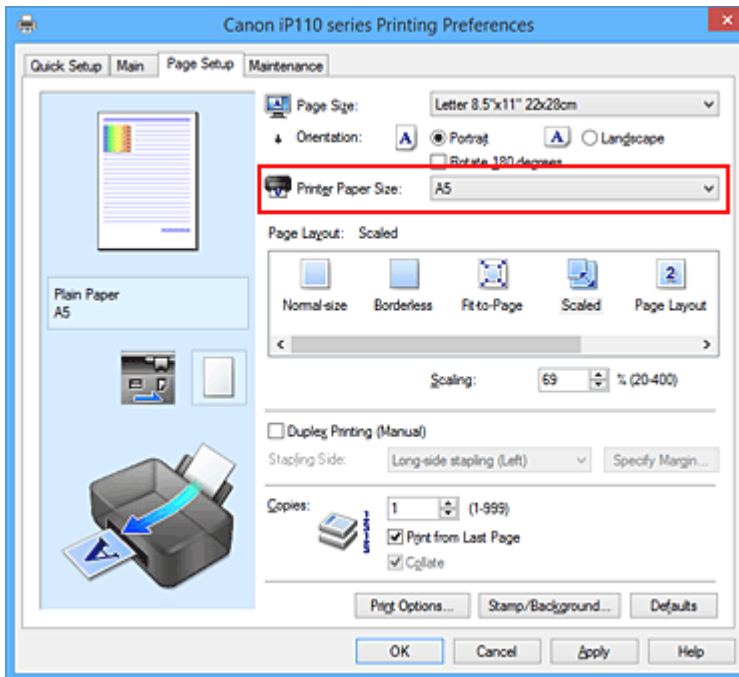 Canon iP110 series Printing Preferences
Quick Setup Main Page Setup Maintenance
Page Size: Letter 8.5"x11" 22x28cm
Orientation: A Portrait A Landscape
Rotate 180 degrees
Printer Paper Size: A5
Page Layout: Scaled
Normal-size Borderless Fit-to-Page Scaled Page Layout
Plain Paper
A5
Scaling: 69 % (20-400)
Duplex Printing (Manual)
Stapling Side: Long-side stapling (Left) Specify Margin...
Copies: 1 (1-999)
Print from Last Page
Collate
Print Options... Stamp/Background... Defaults
OK Cancel Apply Help